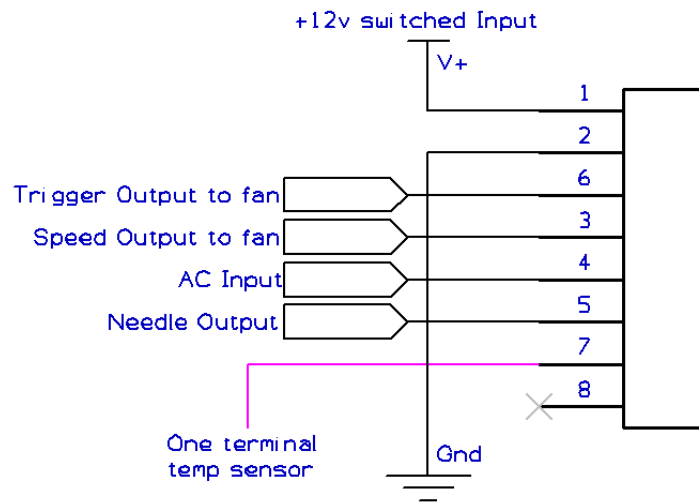 +12v switched Input
V+
1
2
Trigger Output to fan
6
Speed Output to fan
3
AC Input
4
Needle Output
5
7
8
One terminal
temp sensor
Gnd